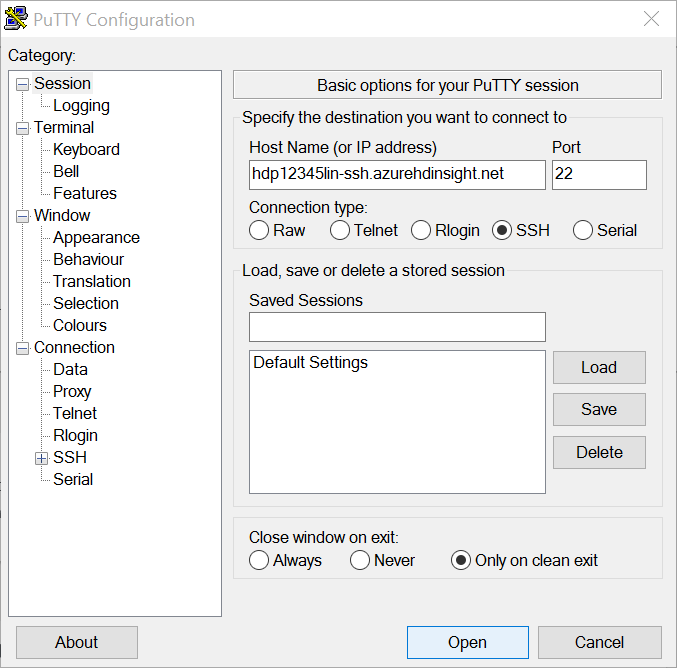 PuTTY Configuration
Category:
Session
Logging
Terminal
Keyboard
Bell
Features
Window
Appearance
Behaviour
Translation
Selection
Colours
Connection
Data
Proxy
Telnet
Rlogin
SSH
Serial
Basic options for your PuTTY session
Specify the destination you want to connect to
Host Name (or IP address) Port
hdp12345lin-ssh.azurehdinsight.net 22
Connection type:
Raw Telnet Rlogin SSH Serial
Load, save or delete a stored session
Saved Sessions
Default Settings
Load
Save
Delete
Close window on exit:
Always Never Only on clean exit
About Open Cancel